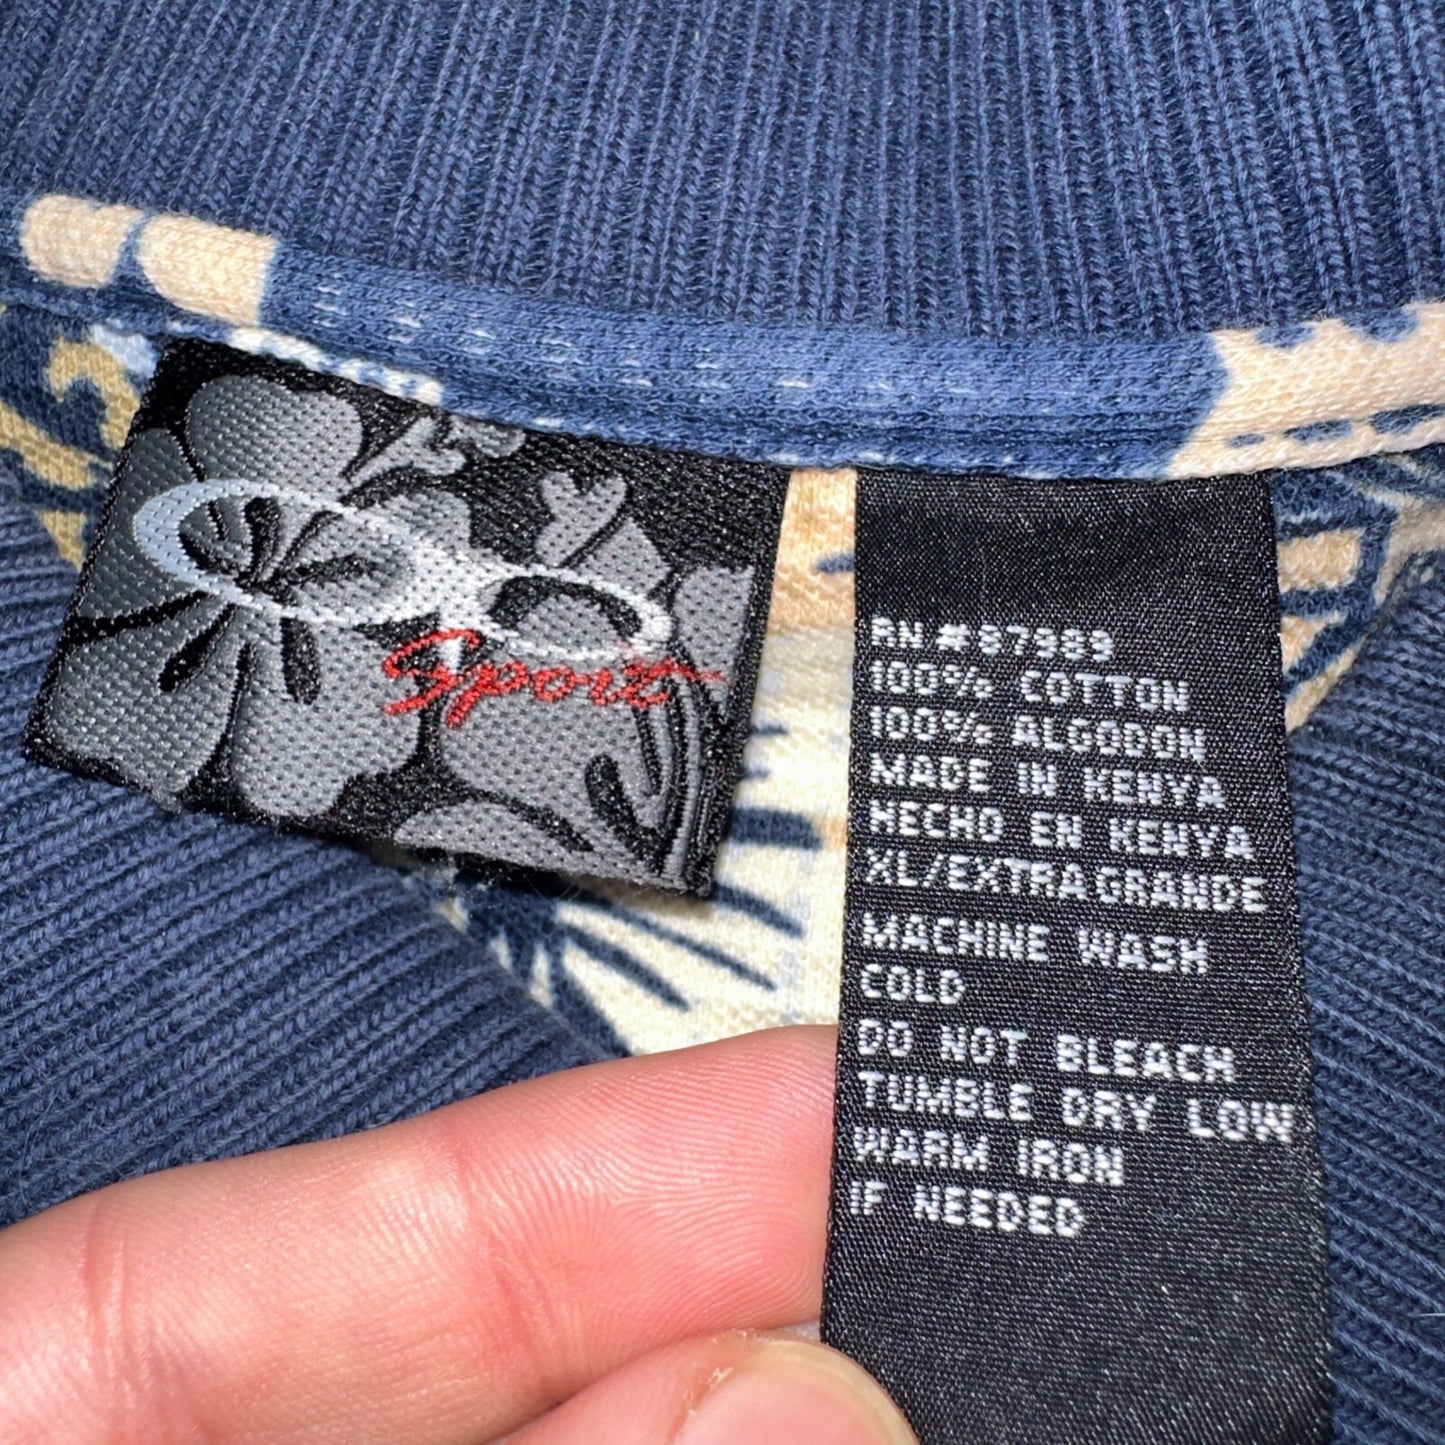 Sport
RN #87989
100% COTTON
100% ALGODON
MADE IN KENYA
HECHO EN KENYA
XL/EXTRAGRANDE
MACHINE WASH
COLD
DO NOT BLEACH
TUMBLE DRY LOW
WARM IRON
IF NEEDED